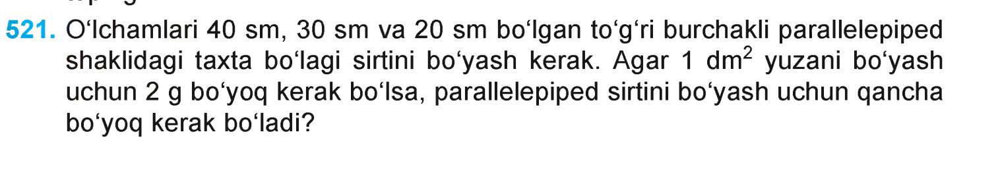 521. O‘lchamlari 40 sm, 30 sm va 20 sm bo‘lgan to‘g‘ri burchakli parallelepiped
shaklidagi taxta bo‘lagi sirtini bo‘yash kerak. Agar 1 dm² yuzani bo‘yash
uchun 2 g bo‘yoq kerak bo‘lsa, parallelepiped sirtini bo‘yash uchun qancha
bo‘yoq kerak bo‘ladi?